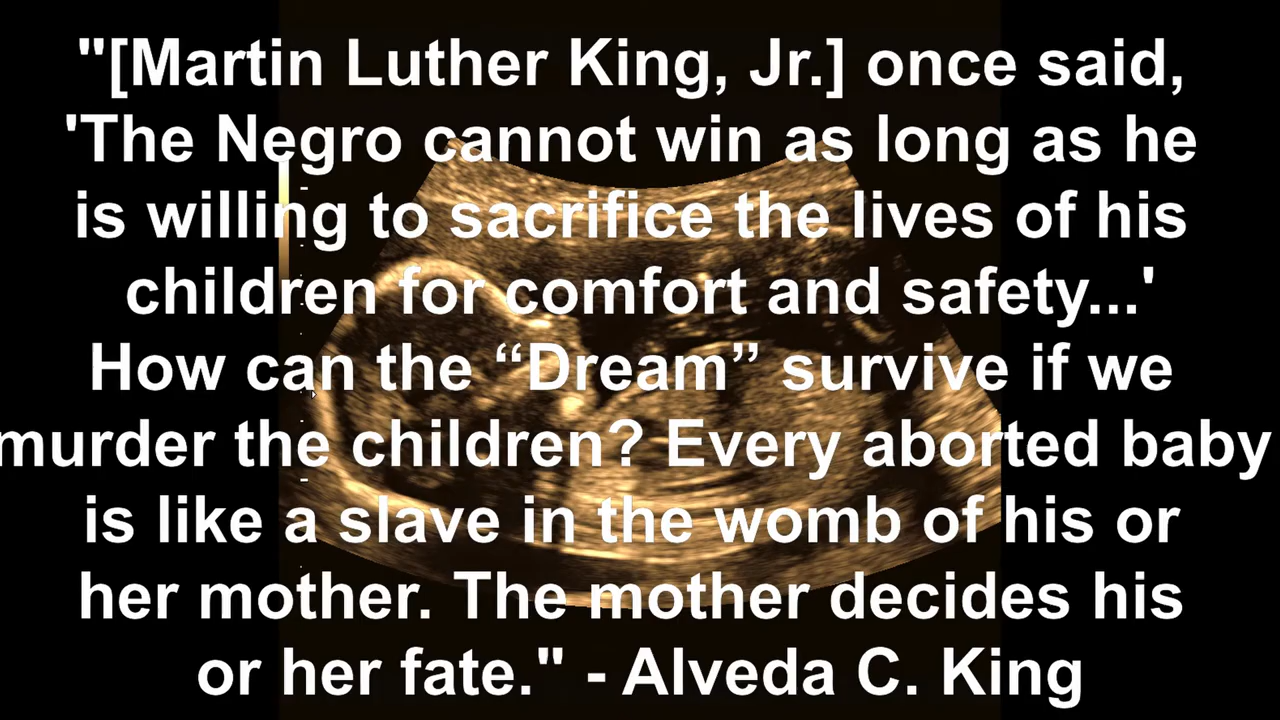 "[Martin Luther King, Jr.] once said,
'The Negro cannot win as long as he
is willing to sacrifice the lives of his
children for comfort and safety...'
How can the “Dream” survive if we
murder the children? Every aborted baby
is like a slave in the womb of his or
her mother. The mother decides his
or her fate." - Alveda C. King